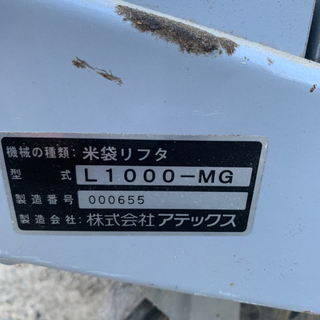 機械の種類: 米袋リフタ
型式 L1000-MG
製造番号 000655
製造会社: 株式会社アテックス